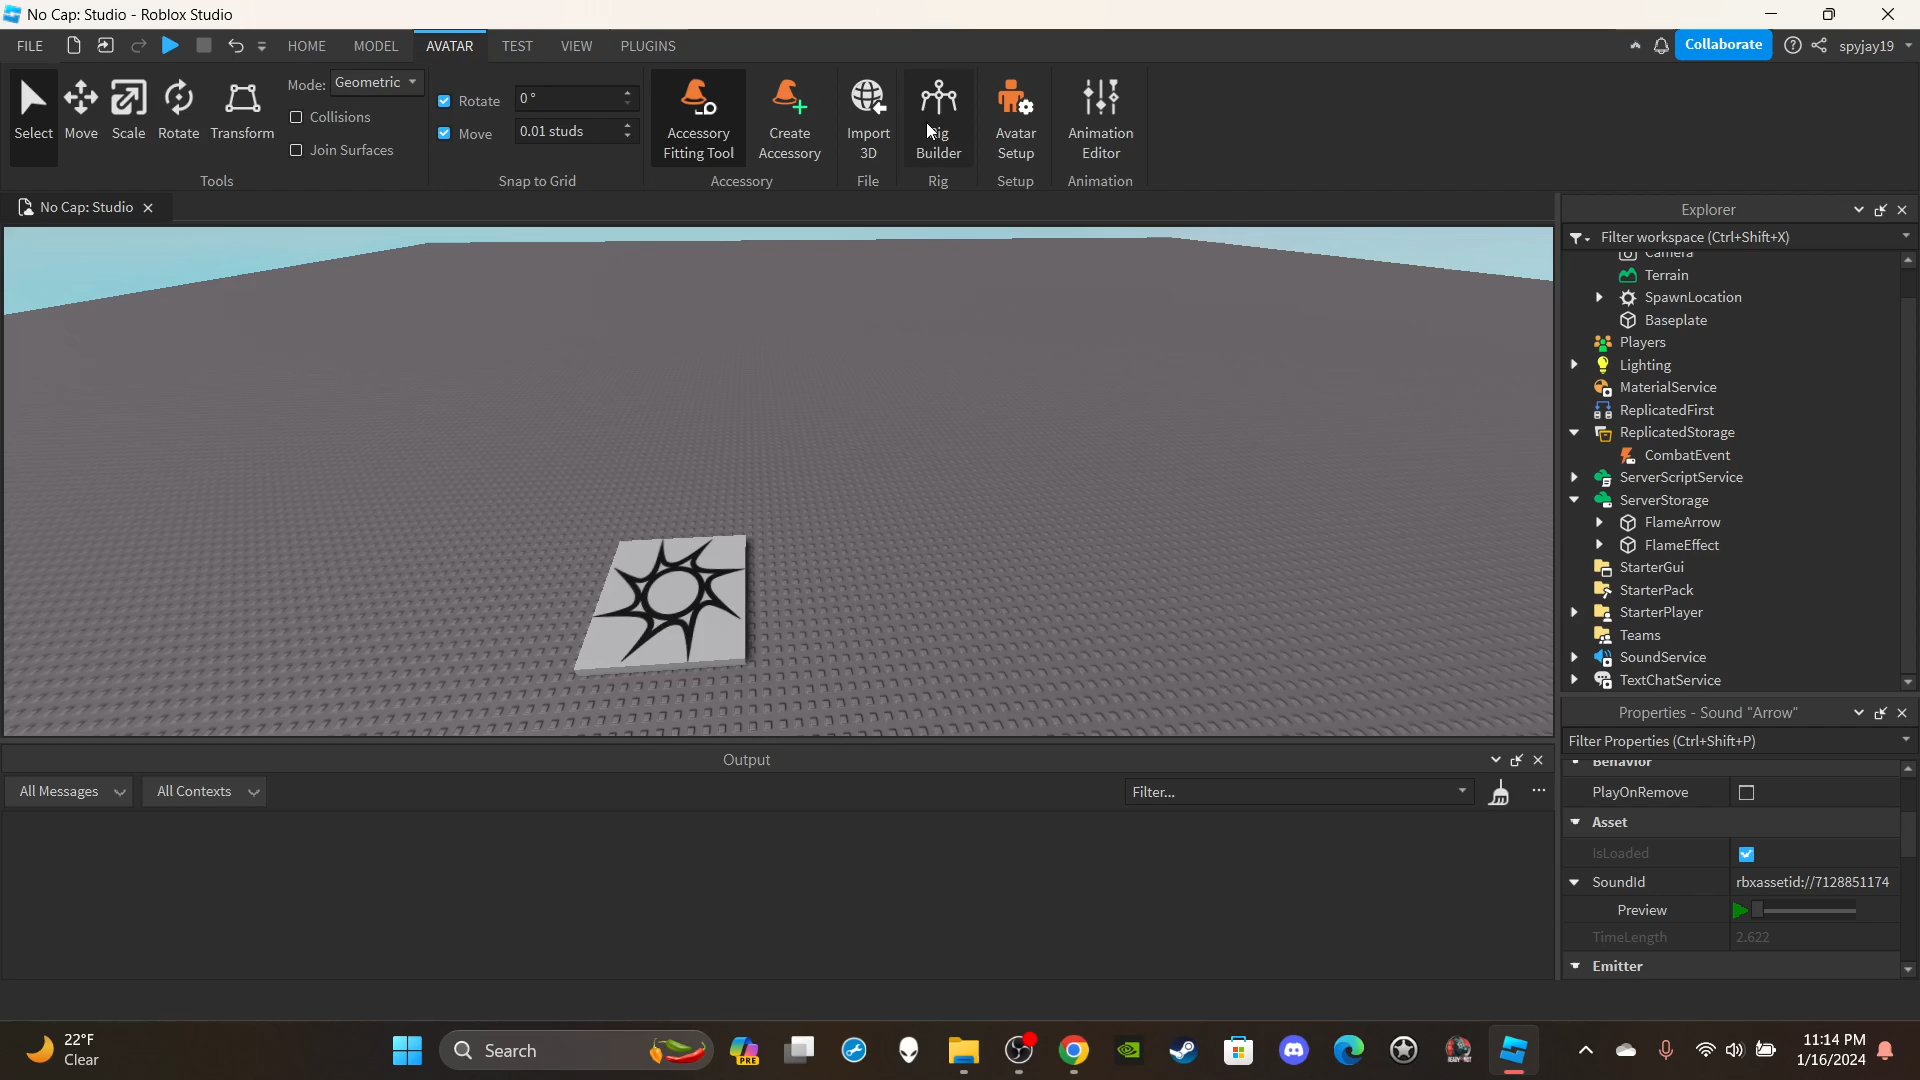 No Cap: Studio - Roblox Studio
FILE HOME MODEL AVATAR TEST VIEW PLUGINS Collaborate spyjay19
Select Move Scale Rotate Transform
Mode: Geometric
Collisions
Join Surfaces
Tools
Rotate 0 °
Move 0.01 studs
Snap to Grid
Accessory Fitting Tool
Create Accessory
Accessory
Import 3D
File
Builder
Rig
Avatar Setup
Setup
Animation Editor
Animation
No Cap: Studio
Explorer
Filter workspace (Ctrl+Shift+X)
Camera
Terrain
SpawnLocation
Baseplate
Players
Lighting
MaterialService
ReplicatedFirst
ReplicatedStorage
CombatEvent
ServerScriptService
ServerStorage
FlameArrow
FlameEffect
StarterGui
StarterPack
StarterPlayer
Teams
SoundService
TextChatService
Properties - Sound "Arrow"
Filter Properties (Ctrl+Shift+P)
Behavior
PlayOnRemove
Asset
IsLoaded
SoundId rbxassetid://7128851174
Preview
TimeLength 2.622
Emitter
Output
All Messages All Contexts Filter...
22°F
Clear
Search
PRE
11:14 PM
1/16/2024